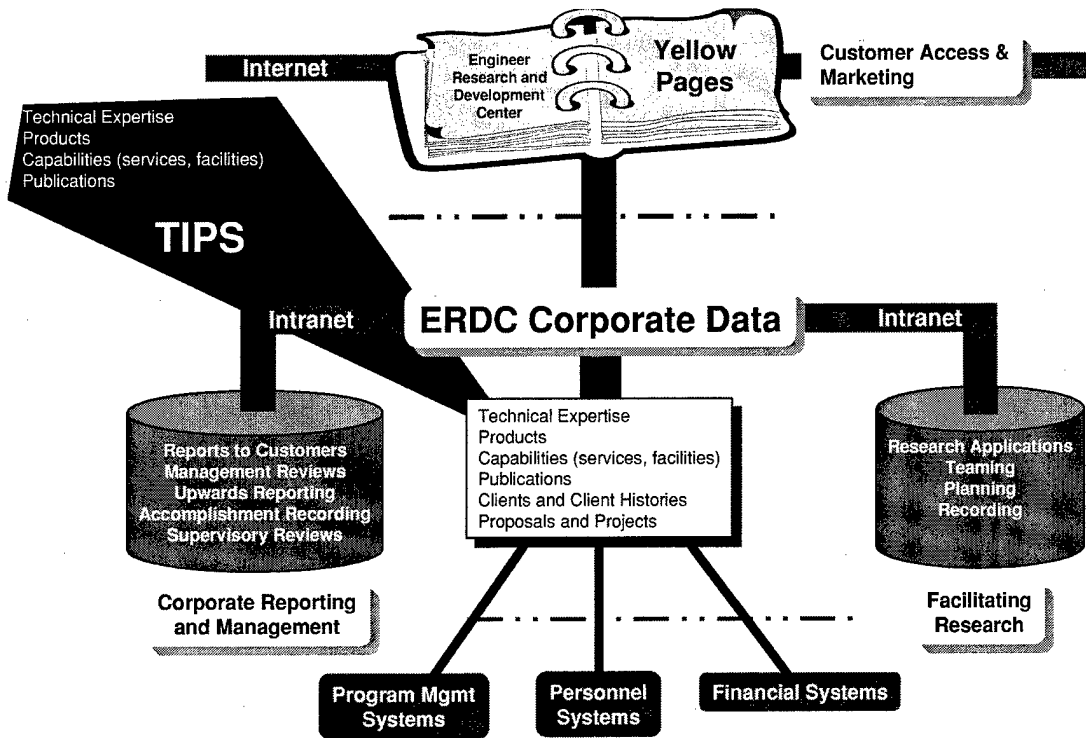 Internet
Engineer
Research and
Development
Center
Yellow
Pages
Customer Access &
Marketing
Technical Expertise
Products
Capabilities (services, facilities)
Publications
TIPS
Intranet
ERDC Corporate Data
Intranet
Reports to Customers
Management Reviews
Upwards Reporting
Accomplishment Recording
Supervisory Reviews
Technical Expertise
Products
Capabilities (services, facilities)
Publications
Clients and Client Histories
Proposals and Projects
Research Applications
Teaming
Planning
Recording
Corporate Reporting
and Management
Facilitating
Research
Program Mgmt
Systems
Personnel
Systems
Financial Systems